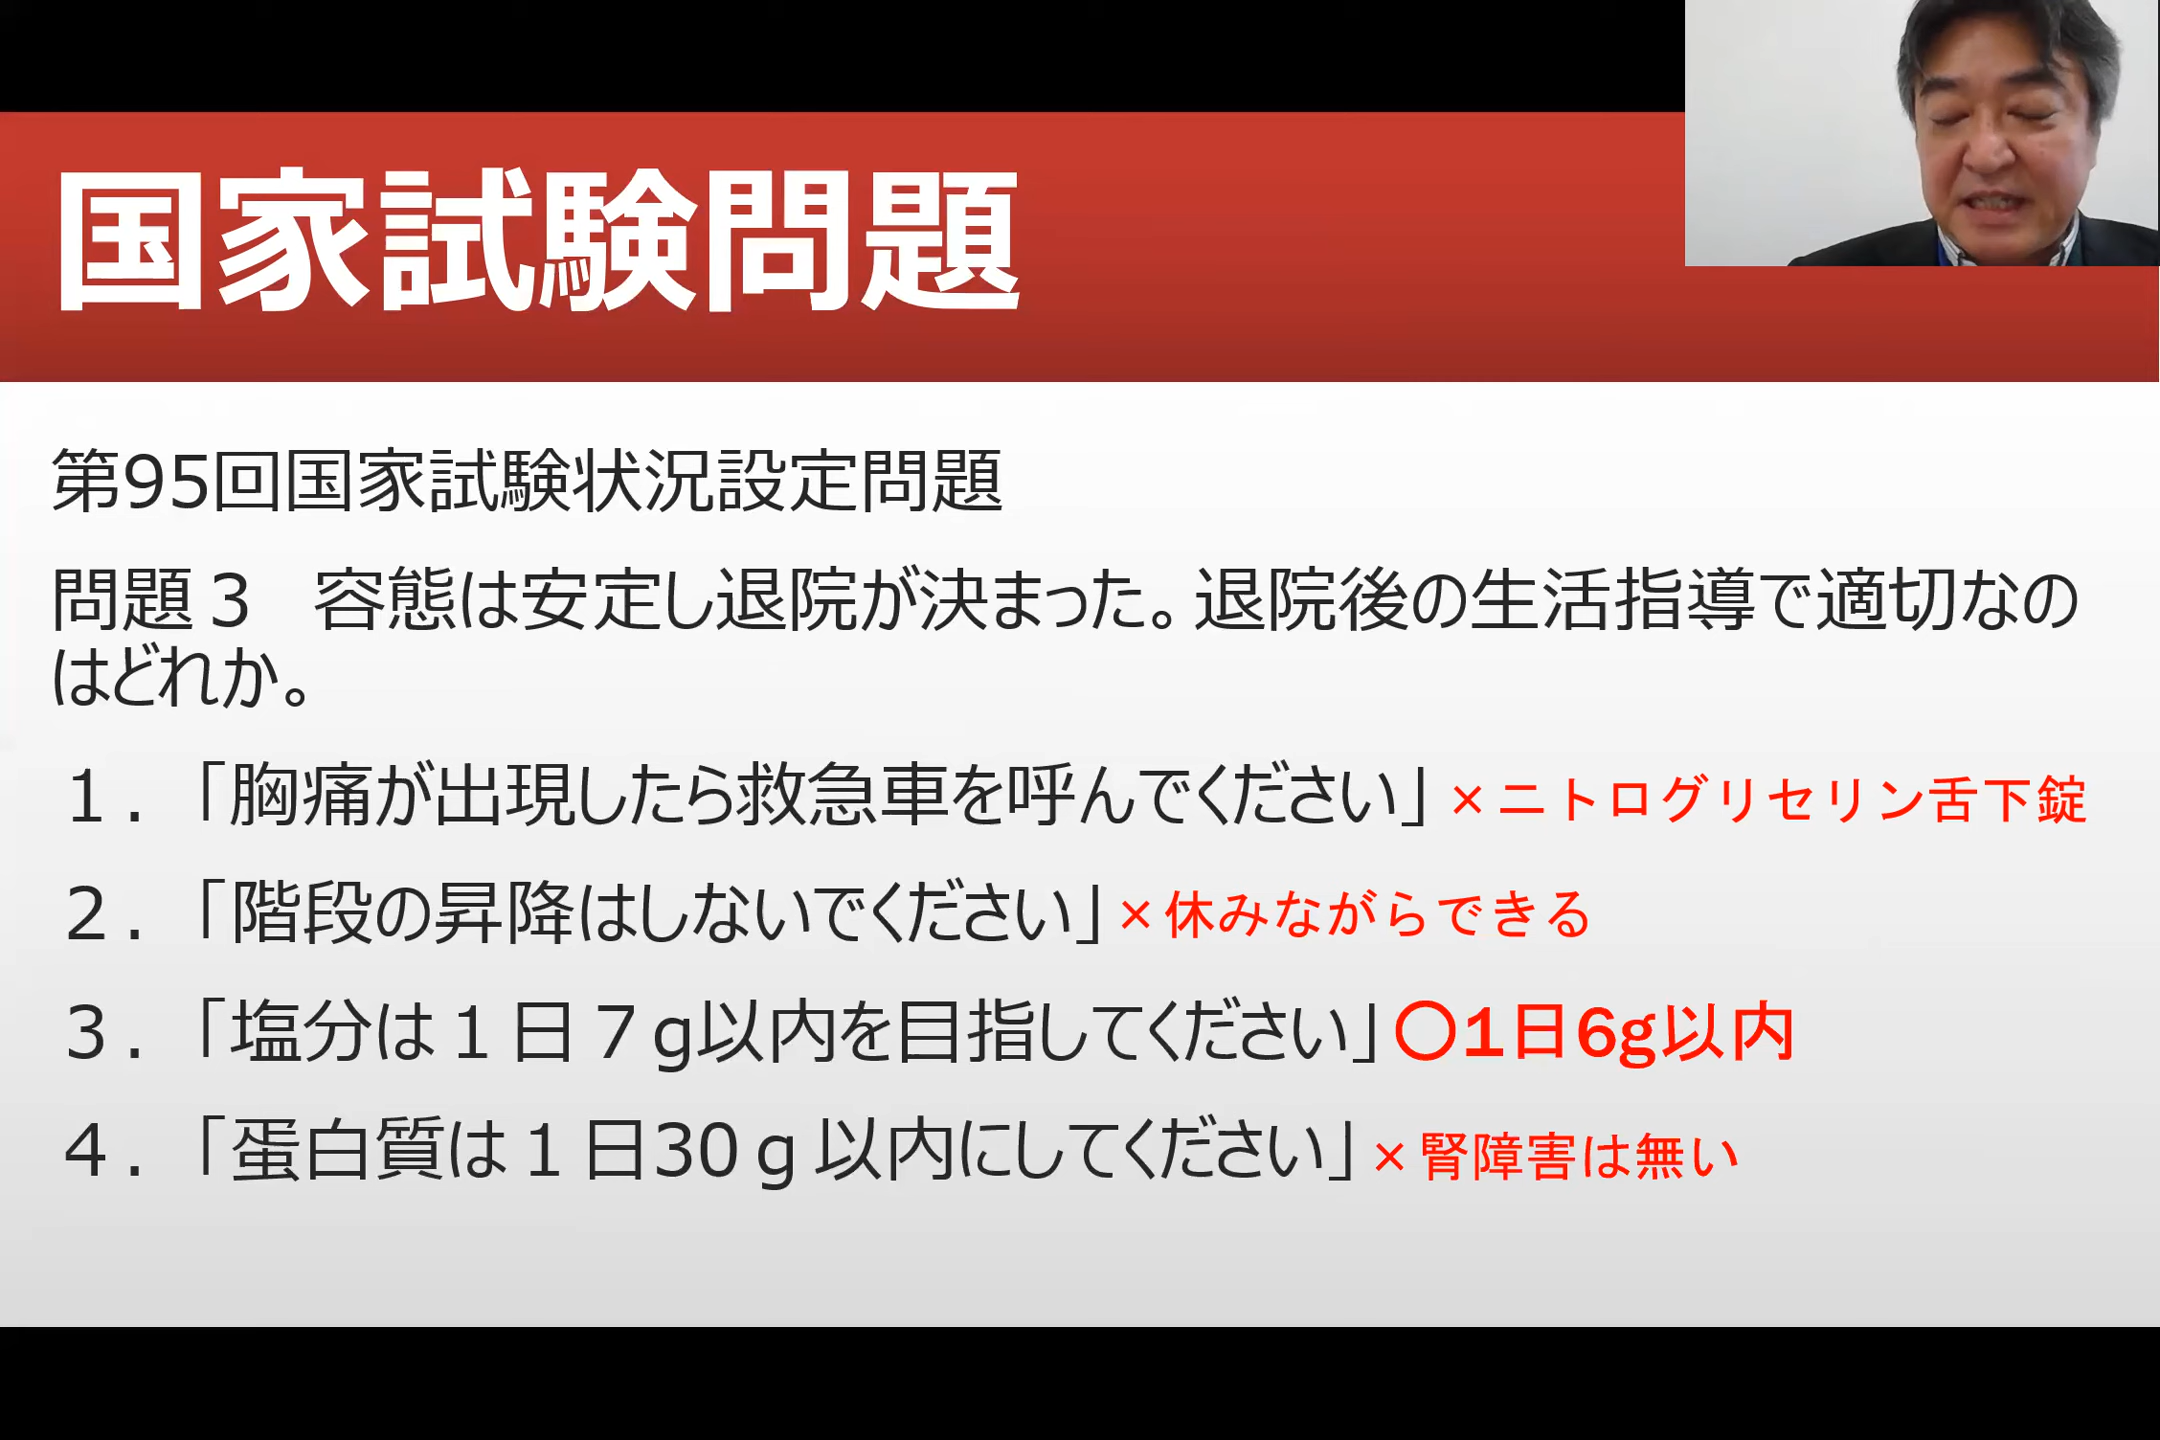 国家試験問題
第95回国家試験状況設定問題
問題３　容態は安定し退院が決まった。退院後の生活指導で適切なの
はどれか。
１．「胸痛が出現したら救急車を呼んでください」×ニトログリセリン舌下錠
２．「階段の昇降はしないでください」×休みながらできる
３．「塩分は１日７g以内を目指してください」〇1日6g以内
４．「蛋白質は１日30ｇ以内にしてください」×腎障害は無い